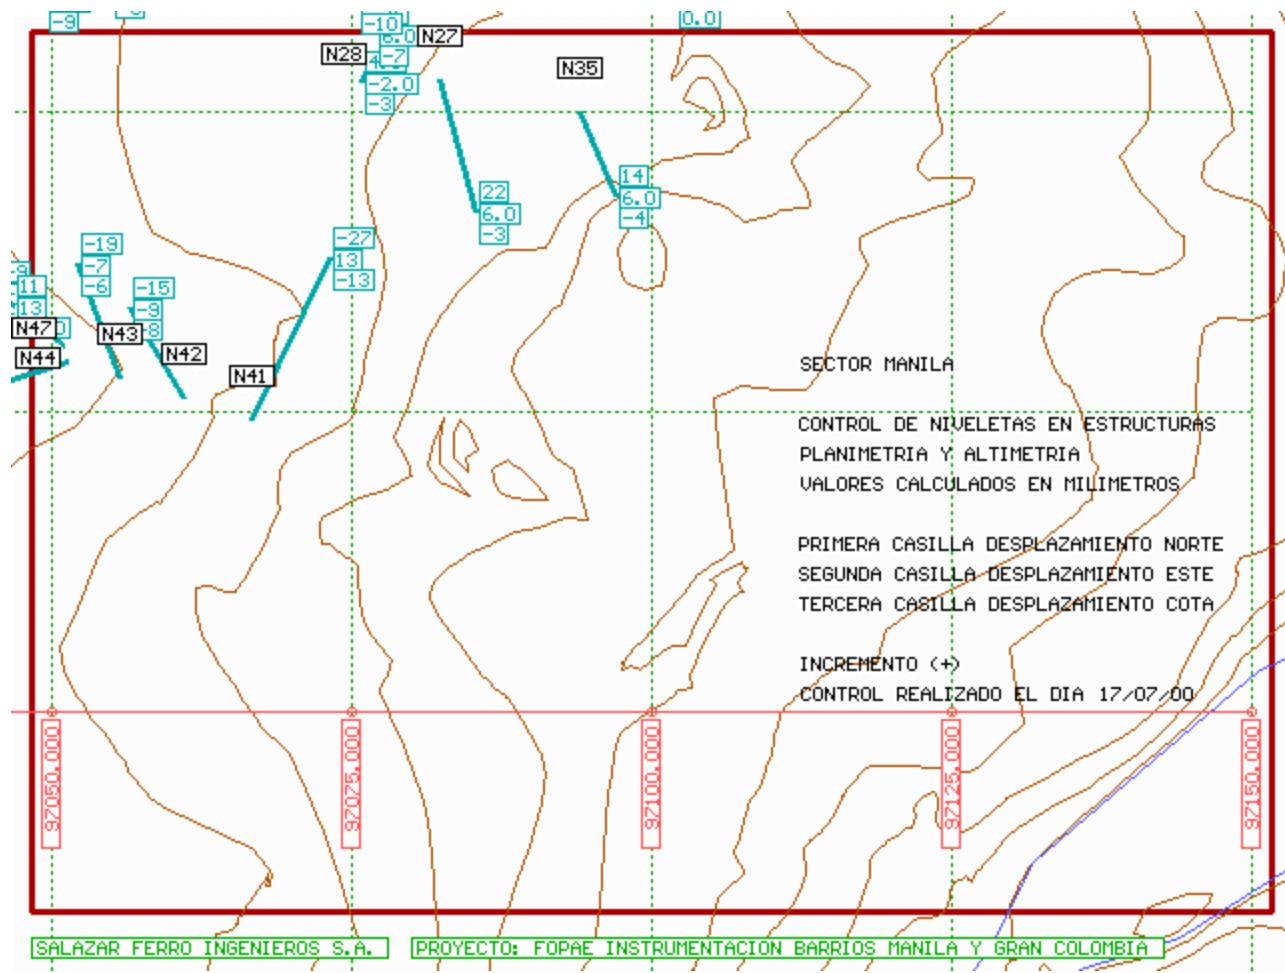 -9
-10
6.0
-7
-2.0
-3
N28
N27
0.0
N35
22
6.0
-3
14
6.0
-4
-27
13
-13
-19
-7
-6
-15
-9
-8
11
13
N47
N44
N43
N42
N41
SECTOR MANILA
CONTROL DE NIVELETAS EN ESTRUCTURAS
PLANIMETRIA Y ALTIMETRIA
VALORES CALCULADOS EN MILIMETROS
PRIMERA CASILLA DESPLAZAMIENTO NORTE
SEGUNDA CASILLA DESPLAZAMIENTO ESTE
TERCERA CASILLA DESPLAZAMIENTO COTA
INCREMENTO (+)
CONTROL REALIZADO EL DIA 17/07/00
97050.000
97025.000
97100.000
97125.000
97150.000
SALAZAR FERRO INGENIEROS S.A.
PROYECTO: FOPAE INSTRUMENTACION BARRIOS MANILA Y GRAN COLOMBIA